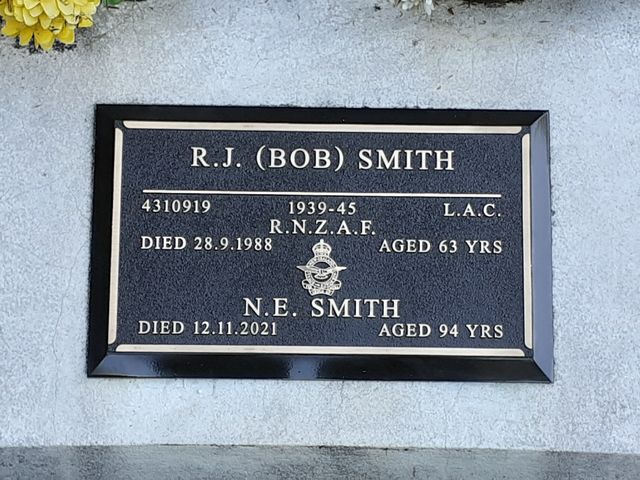 R.J. (BOB) SMITH
4310919 1939-45 L.A.C.
R.N.Z.A.F.
DIED 28.9.1988 AGED 63 YRS
N.E. SMITH
DIED 12.11.2021 AGED 94 YRS